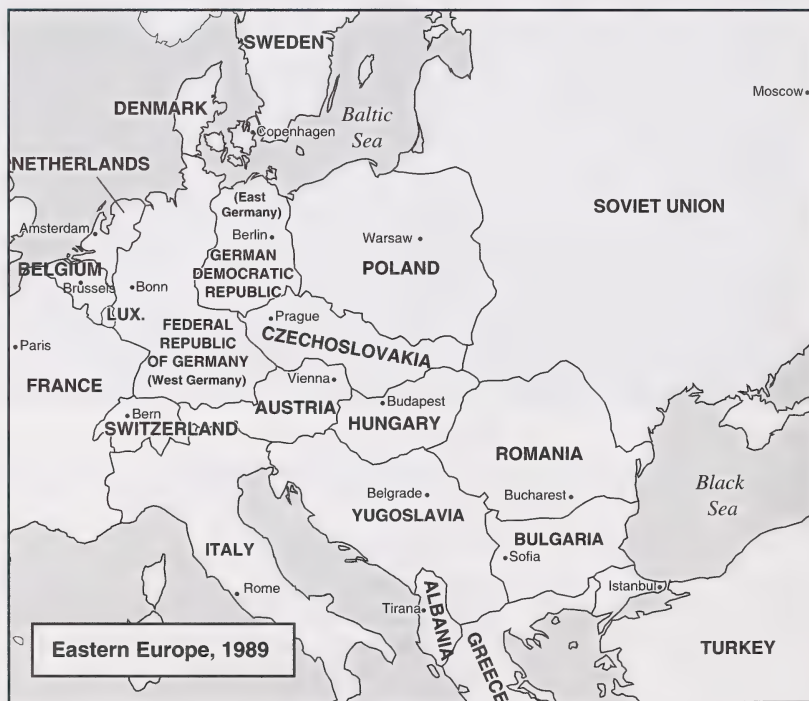 SWEDEN
Moscow
DENMARK
Baltic
Sea
Copenhagen
NETHERLANDS
(East
Germany)
SOVIET UNION
Amsterdam
Berlin
Warsaw
GERMAN
DEMOCRATIC
REPUBLIC
POLAND
BELGIUM
Brussels
Bonn
LUX.
Prague
CZECHOSLOVAKIA
FEDERAL
REPUBLIC
OF GERMANY
(West Germany)
Paris
FRANCE
Vienna
AUSTRIA
Budapest
HUNGARY
Bern
SWITZERLAND
ROMANIA
Black
Sea
Belgrade
Bucharest
YUGOSLAVIA
BULGARIA
Sofia
ITALY
Rome
Istanbul
Tirana
ALBANIA
GREECE
TURKEY
Eastern Europe, 1989